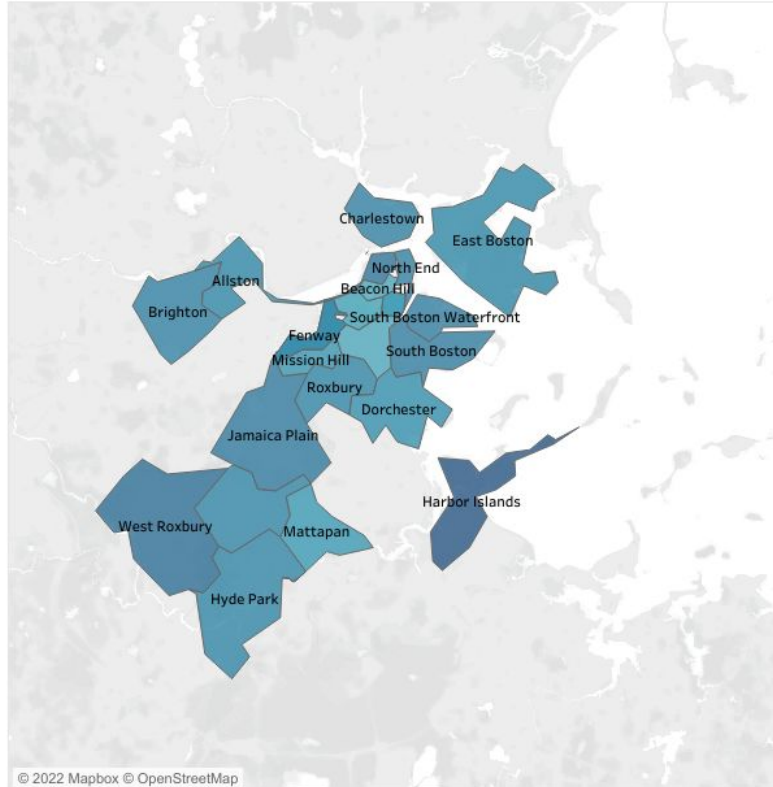 Charlestown
East Boston
North End
Allston
Beacon Hill
Brighton
South Boston Waterfront
Fenway
South Boston
Mission Hill
Roxbury
Dorchester
Jamaica Plain
Harbor Islands
West Roxbury
Mattapan
Hyde Park
© 2022 Mapbox © OpenStreetMap